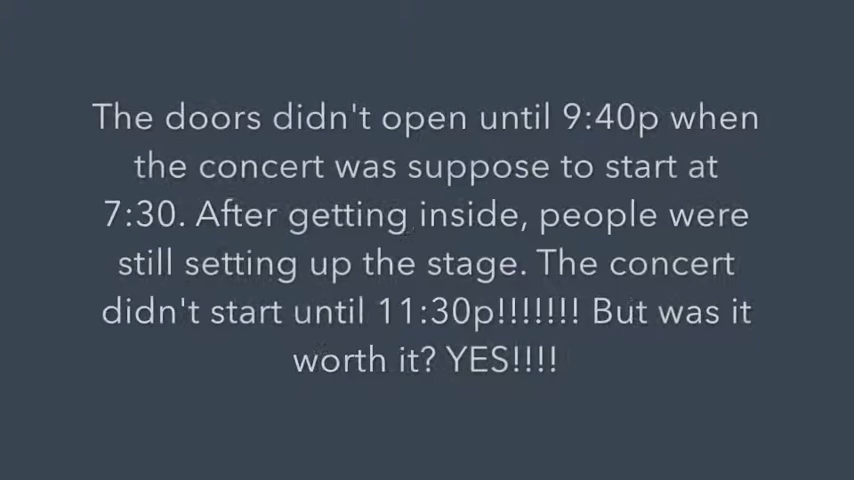 The doors didn't open until 9:40p when
the concert was suppose to start at
7:30. After getting inside, people were
still setting up the stage. The concert
didn't start until 11:30p!!!!!!! But was it
worth it? YES!!!!